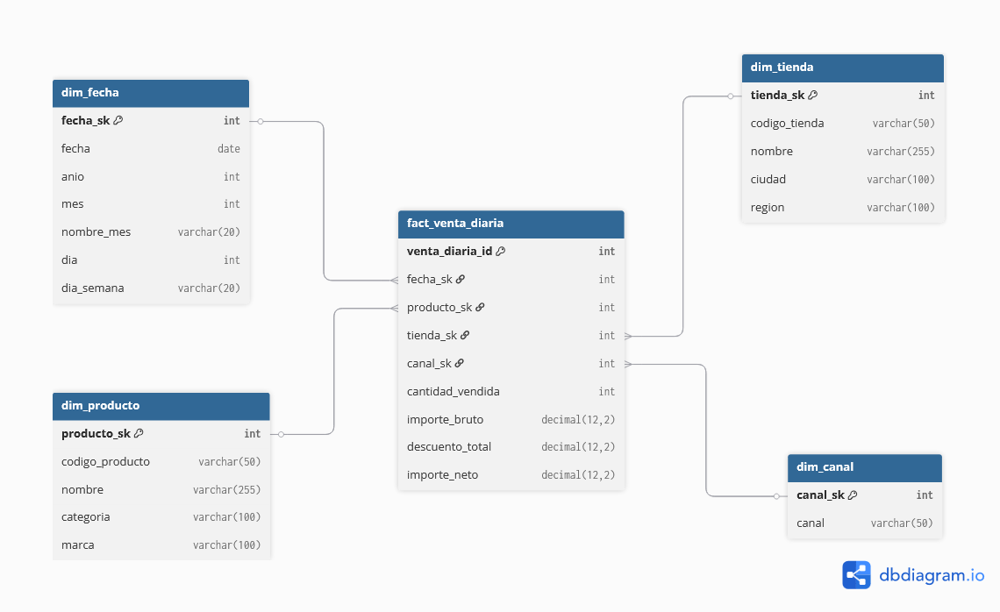 dim_fecha
fecha_sk int
fecha date
anio int
mes int
nombre_mes varchar(20)
dia int
dia_semana varchar(20)
dim_producto
producto_sk int
codigo_producto varchar(50)
nombre varchar(255)
categoria varchar(100)
marca varchar(100)
fact_venta_diaria
venta_diaria_id int
fecha_sk int
producto_sk int
tienda_sk int
canal_sk int
cantidad_vendida int
importe_bruto decimal(12,2)
descuento_total decimal(12,2)
importe_neto decimal(12,2)
dim_tienda
tienda_sk int
codigo_tienda varchar(50)
nombre varchar(255)
ciudad varchar(100)
region varchar(100)
dim_canal
canal_sk int
canal varchar(50)
dbdiagram.io